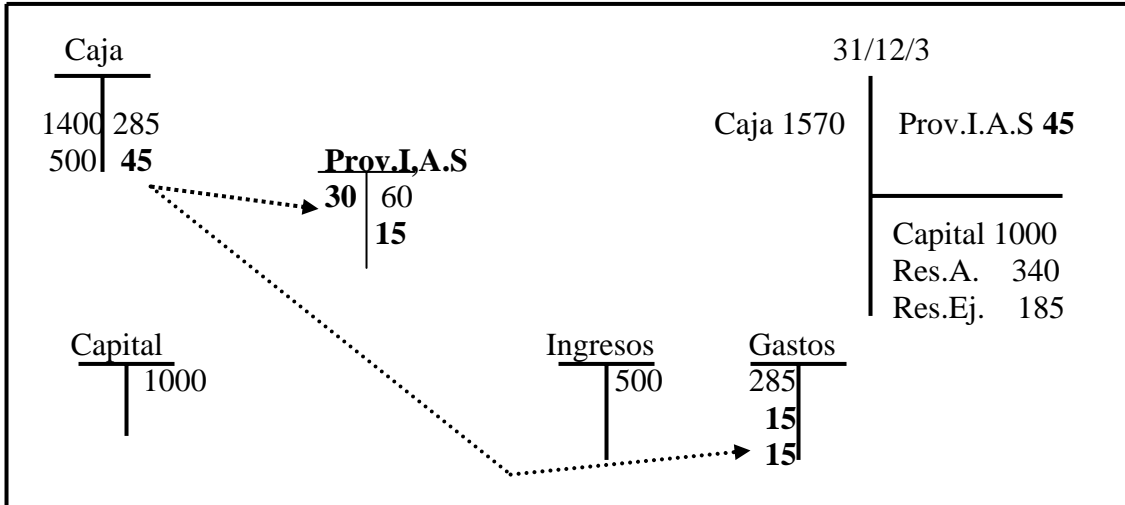 Caja 31/12/3
1400 285 Caja 1570 Prov.I.A.S 45
500 45 Prov.I,A.S
30 60
15 Capital 1000
Res.A. 340
Res.Ej. 185
Capital Ingresos Gastos
1000 500 285
15
15